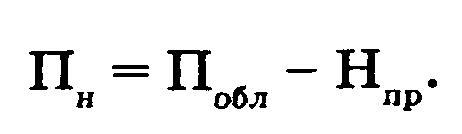 Пн = Побл − Нпр.